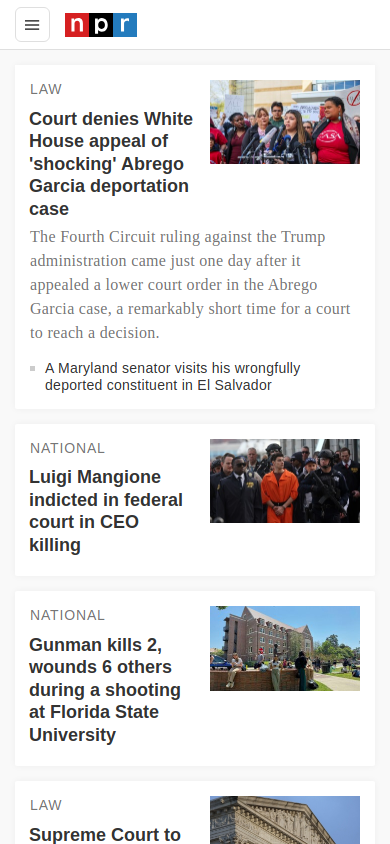 npr
LAW
Court denies White
House appeal of
'shocking' Abrego
Garcia deportation
case
The Fourth Circuit ruling against the Trump
administration came just one day after it
appealed a lower court order in the Abrego
Garcia case, a remarkably short time for a court
to reach a decision.
A Maryland senator visits his wrongfully
deported constituent in El Salvador
NATIONAL
Luigi Mangione
indicted in federal
court in CEO
killing
NATIONAL
Gunman kills 2,
wounds 6 others
during a shooting
at Florida State
University
LAW
Supreme Court to